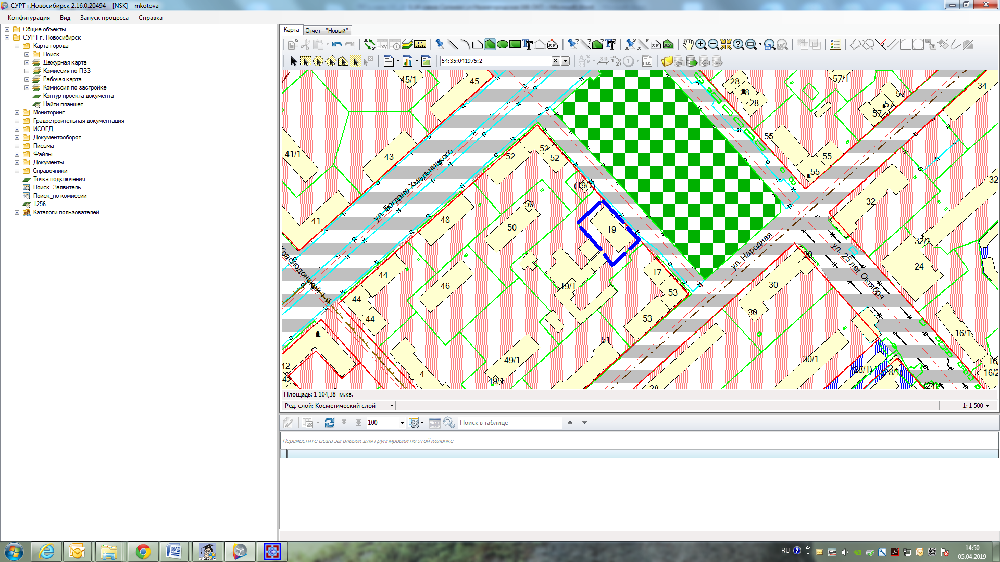 СУРТ г.Новосибирск 2.16.0.20494 – [NSK] – mkotova
Конфигурация Вид Запуск процесса Справка
Общие объекты
СУРТ г. Новосибирск
Карта города
Поиск
Дежурная карта
Комиссия по ПЗЗ
Рабочая карта
Комиссия по застройке
Контур проекта документа
Найти планшет
Мониторинг
Градостроительная документация
ИСОГД
Документооборот
Письма
Файлы
Документы
Справочники
Точка подключения
Поиск_Заявитель
Поиск_по комиссии
1256
Каталоги пользователей
Карта Отчет - "Новый"
54:35:041975:2
45/1 45 28 28 28 57/1 57 57 57 34
41/1 43 52 52 52 55 55 55
ул. Богдана Хмельницкого
(19/1) 32 32
41 48 50 50 19
ул. Народная 32/1
ул. 25 лет Октября
Краснодонский 1-й
44 44 44 46 19/1 17 53 53 30 30 30 24
51 16/1
42 42 4 49/1 49/1 28 30/1 (28/1) (28/1) (24) 16/2
Площадь: 1 104,38 м.кв.
Ред. слой: Косметический слой 1: 1 500
100 Поиск в таблице
Переместите сюда заголовок для группировки по этой колонке
RU 14:50
05.04.2019